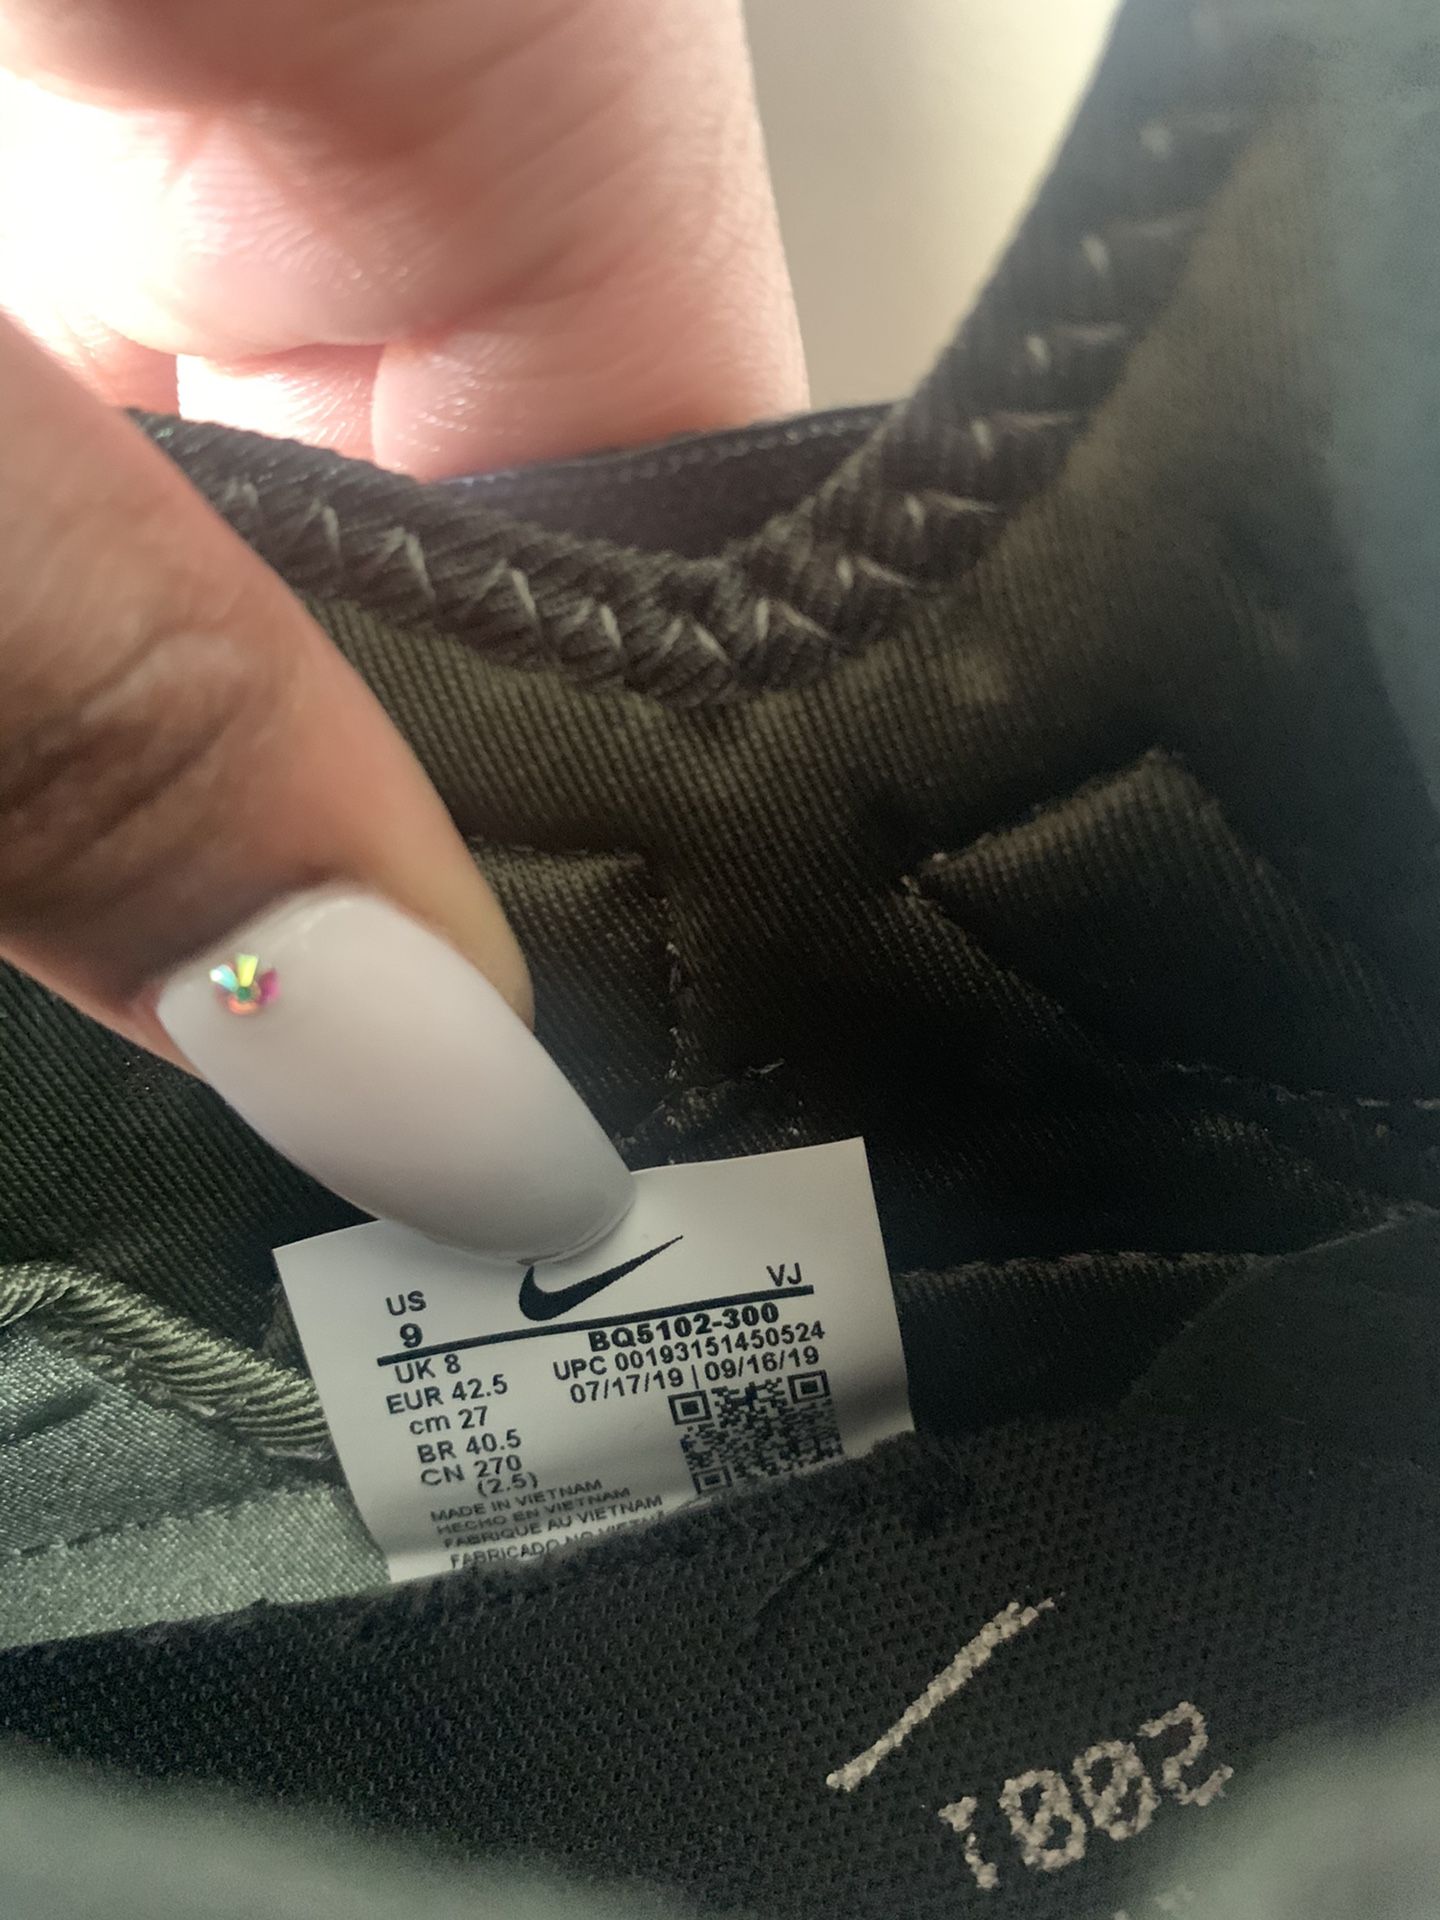 US
VJ
9
BQ5102-300
UK 8
UPC 00193151450524
EUR 42.5
07/17/19 | 09/16/19
cm 27
BR 40.5
CN 270
(2.5)
MADE IN VIETNAM
HECHO EN VIETNAM
FABRIQUE AU VIETNAM
FABRICADO NO